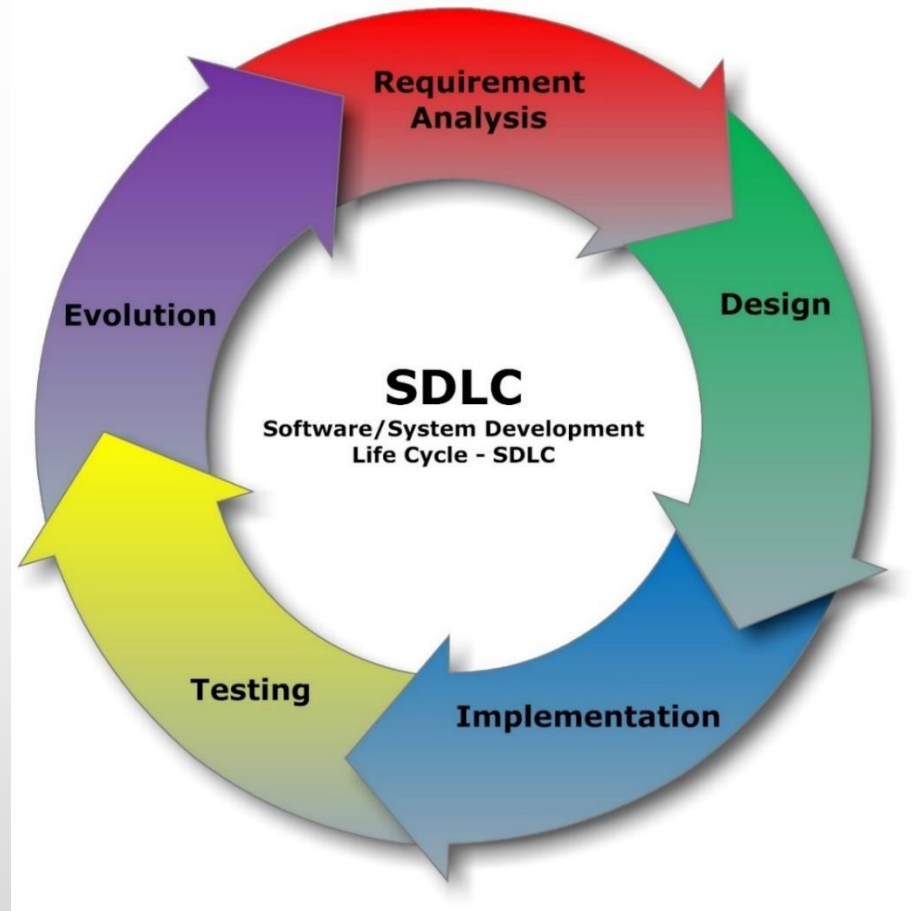 Requirement
Analysis
Design
Evolution
SDLC
Software/System Development
Life Cycle - SDLC
Testing
Implementation